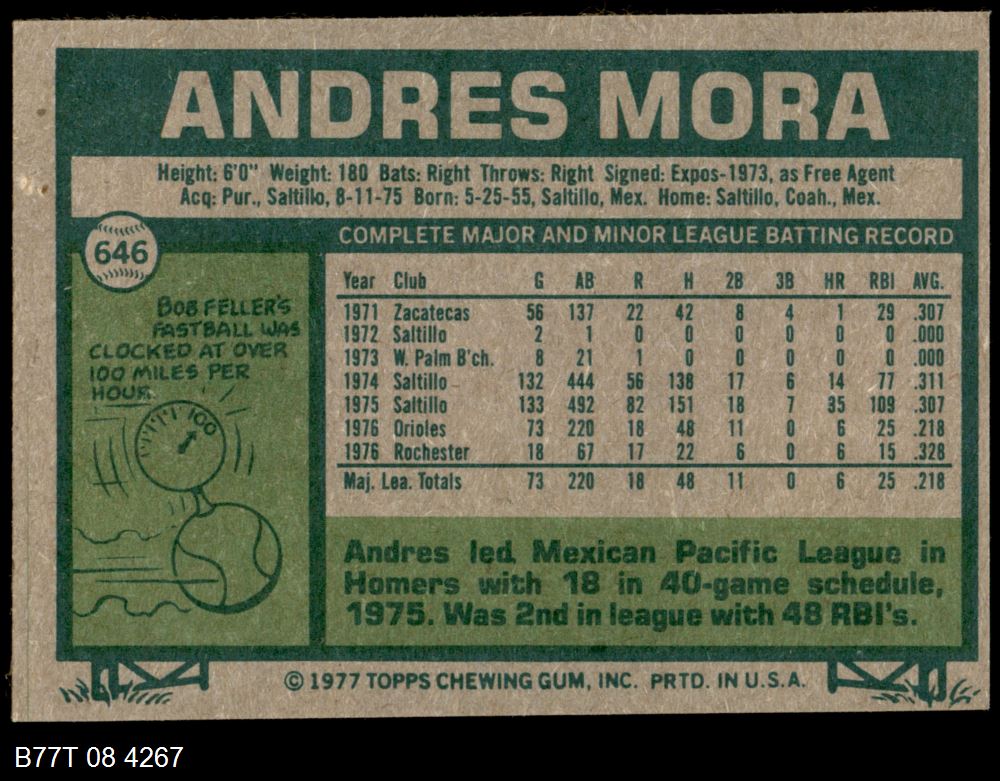 ANDRES MORA
Height: 6'0" Weight: 180 Bats: Right Throws: Right Signed: Expos-1973, as Free Agent
Acq: Pur., Saltillo, 8-11-75 Born: 5-25-55, Saltillo, Mex. Home: Saltillo, Coah., Mex.
646
COMPLETE MAJOR AND MINOR LEAGUE BATTING RECORD
BOB FELLER'S
FASTBALL WAS
CLOCKED AT OVER
100 MILES PER
HOUR.
100
Year Club G AB R H 2B 3B HR RBI AVG.
1971 Zacatecas 56 137 22 42 8 4 1 29 .307
1972 Saltillo 2 1 0 0 0 0 0 0 .000
1973 W. Palm B'ch. 8 21 1 0 0 0 0 0 .000
1974 Saltillo 132 444 56 138 17 6 14 77 .311
1975 Saltillo 133 492 82 151 18 7 35 109 .307
1976 Orioles 73 220 18 48 11 0 6 25 .218
1976 Rochester 18 67 17 22 6 0 6 15 .328
Maj. Lea. Totals 73 220 18 48 11 0 6 25 .218
Andres led Mexican Pacific League in
Homers with 18 in 40-game schedule,
1975. Was 2nd in league with 48 RBI's.
© 1977 TOPPS CHEWING GUM, INC. PRTD. IN U.S.A.
B77T 08 4267